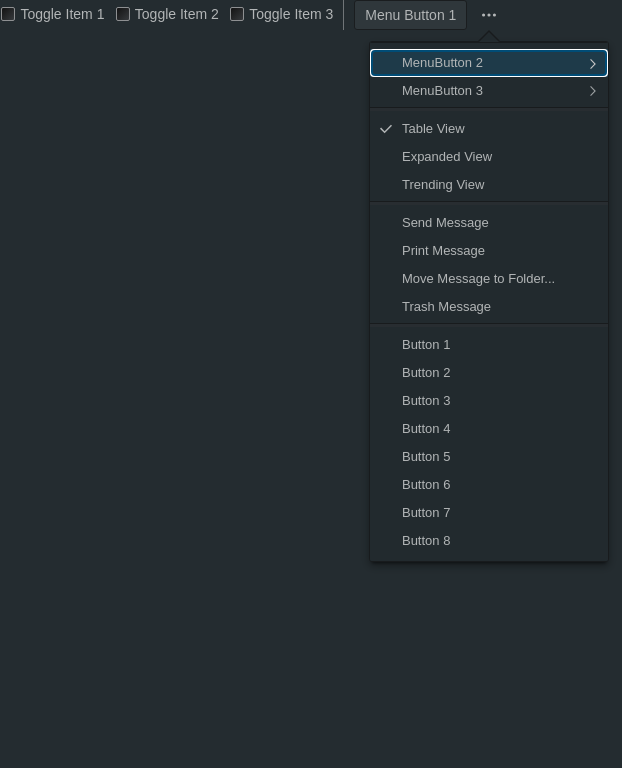 Toggle Item 1 Toggle Item 2 Toggle Item 3 Menu Button 1
MenuButton 2
MenuButton 3
Table View
Expanded View
Trending View
Send Message
Print Message
Move Message to Folder...
Trash Message
Button 1
Button 2
Button 3
Button 4
Button 5
Button 6
Button 7
Button 8